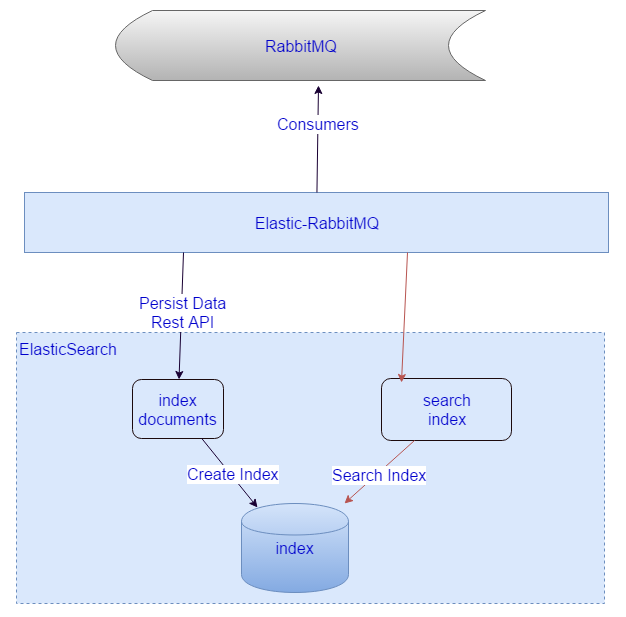 RabbitMQ
Consumers
Elastic-RabbitMQ
Persist Data
Rest API
ElasticSearch
index
documents
search
index
Create Index
Search Index
index